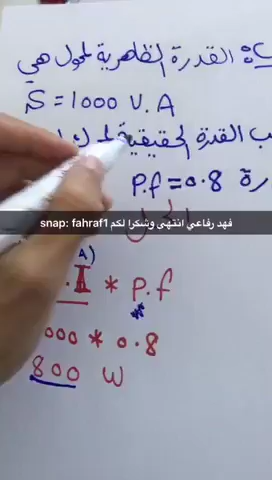 القدرة الظاهرية لمحول هي
S = 1000 V.A
القدرة الحقيقية
P.f = 0.8
snap: fahraf1 فهد رفاعي انتهى وشكرا لكم
A)
.I * P.f
000 * 0.8
800 W